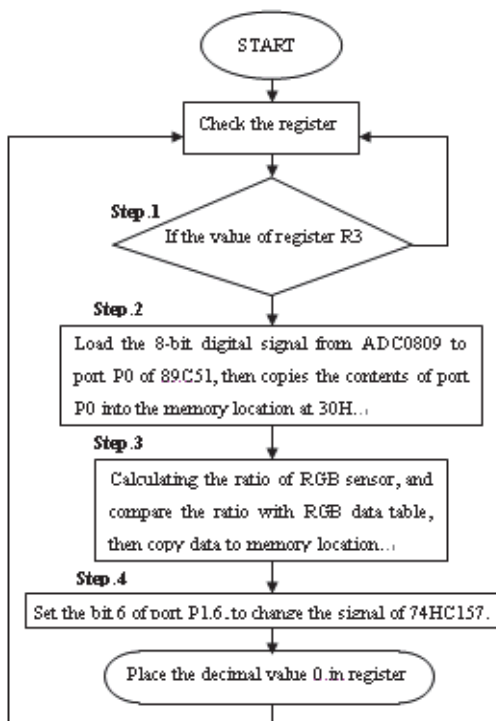 START
Check the register
Step.1
If the value of register R3
Step.2
Load the 8-bit digital signal from ADC0809 to
port P0 of 89C51, then copies the contents of port
P0 into the memory location at 30H...
Step.3
Calculating the ratio of RGB sensor, and
compare the ratio with RGB data table,
then copy data to memory location...
Step.4
Set the bit 6 of port P1.6. to change the signal of 74HC157.
Place the decimal value 0 in register